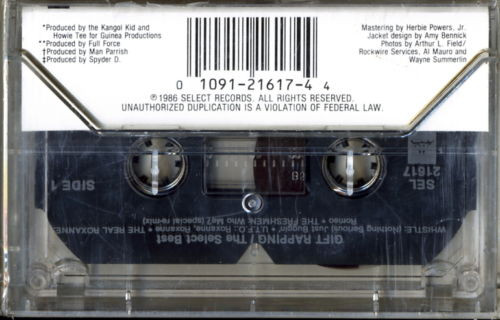 *Produced by the Kangol Kid and
Howie Tee for Guinea Productions
**Produced by Full Force
†Produced by Man Parrish
‡Produced by Spyder D.
Mastering by Herbie Powers, Jr.
Jacket design by Amy Bennick
Photos by Arthur L. Field/
Rockwire Services, Al Mauro and
Wayne Summerlin
0 1091-21617-4 4
℗1986 SELECT RECORDS. ALL RIGHTS RESERVED.
UNAUTHORIZED DUPLICATION IS A VIOLATION OF FEDERAL LAW.
SEL
21617
SIDE 1
GIFT RAPPING / The Select Best
WHISTLE: (Nothing Serious) Just Buggin' • U.T.F.O.: Roxanne, Roxanne • THE REAL ROXANNE:
Romeo • THE FRESHMEN: Who Me? (special re-mix)